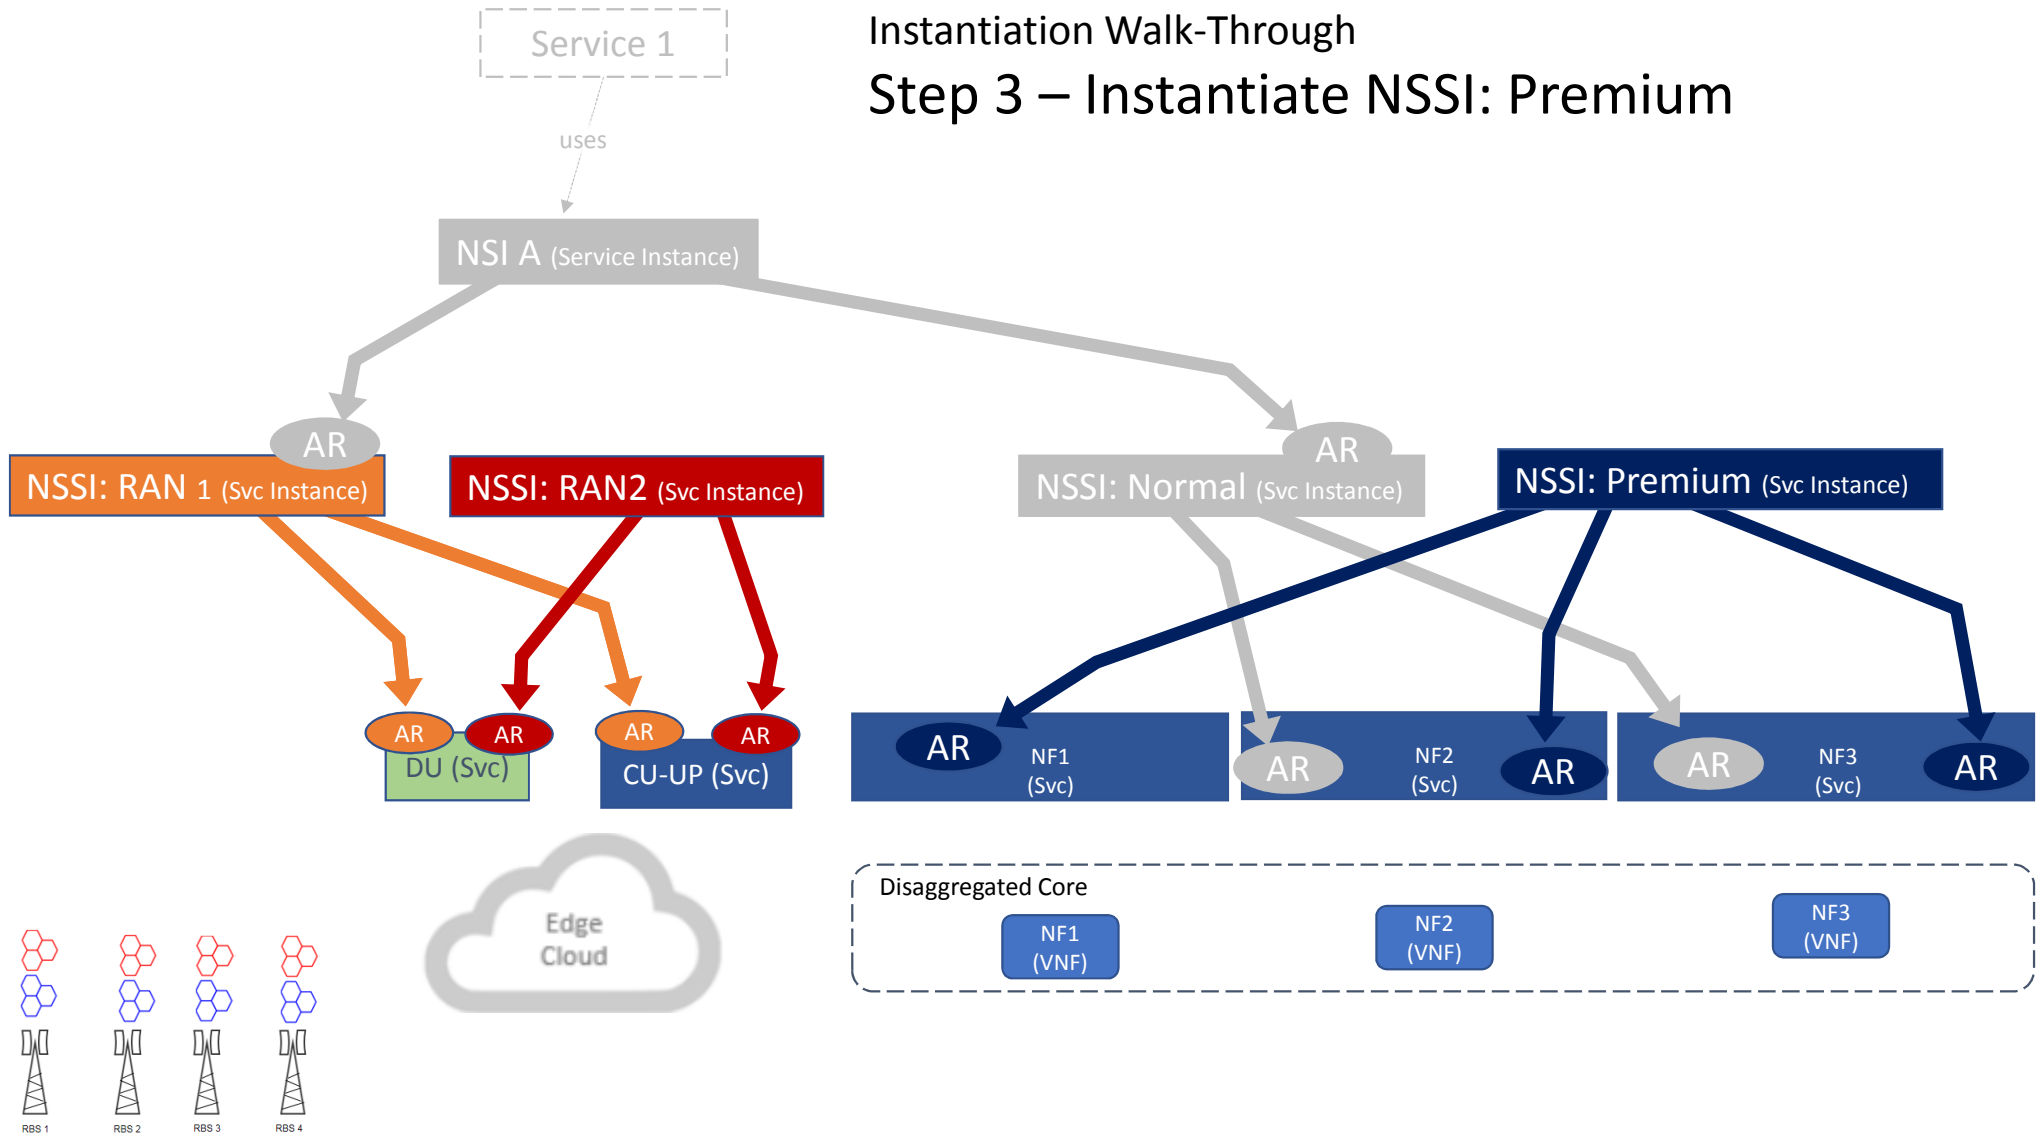 Instantiation Walk-Through
Step 3 – Instantiate NSSI: Premium
Service 1
uses
NSI A (Service Instance)
AR
AR
NSSI: RAN 1 (Svc Instance)
NSSI: RAN2 (Svc Instance)
NSSI: Normal (Svc Instance)
NSSI: Premium (Svc Instance)
AR
AR
AR
AR
DU (Svc)
CU-UP (Svc)
AR
NF1
(Svc)
AR
NF2
(Svc)
AR
AR
NF3
(Svc)
AR
Edge
Cloud
Disaggregated Core
NF1
(VNF)
NF2
(VNF)
NF3
(VNF)
RBS 1
RBS 2
RBS 3
RBS 4